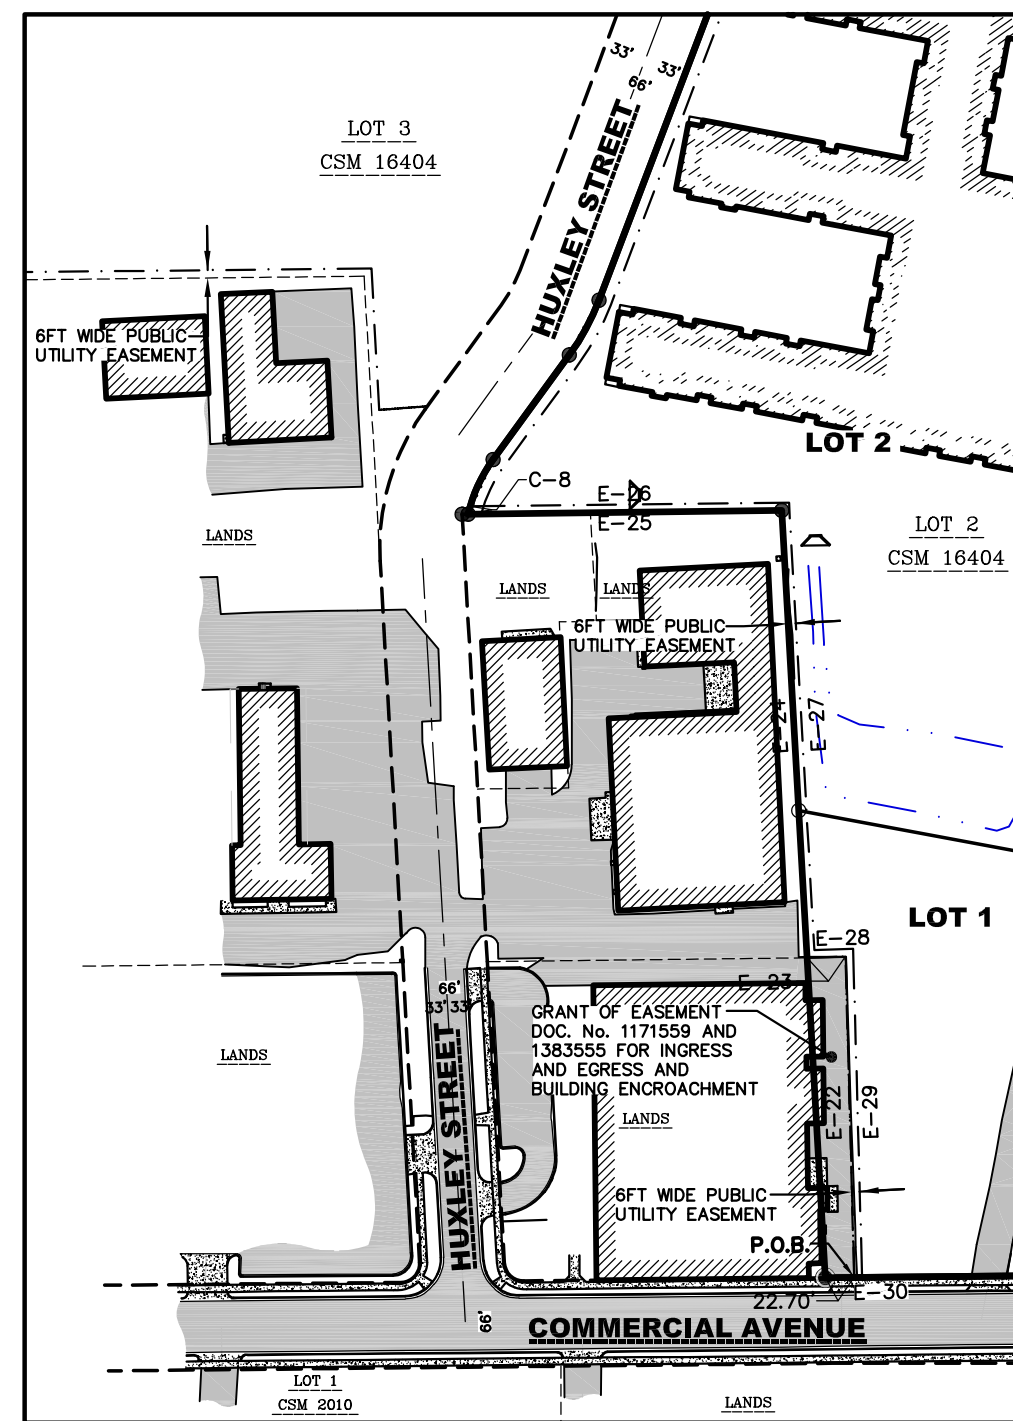 33'
33'
66'
LOT 3
CSM 16404
HUXLEY STREET
6FT WIDE PUBLIC
UTILITY EASEMENT
LOT 2
C-8
E-26
E-25
LANDS
LOT 2
CSM 16404
LANDS
LANDS
6FT WIDE PUBLIC
UTILITY EASEMENT
E-24
E-27
LOT 1
E-28
E-23
66'
33'
33'
GRANT OF EASEMENT
DOC. No. 1171559 AND
1383555 FOR INGRESS
AND EGRESS AND
BUILDING ENCROACHMENT
LANDS
LANDS
HUXLEY STREET
E-22
E-29
6FT WIDE PUBLIC
UTILITY EASEMENT
P.O.B.
22.70'
E-30
66'
COMMERCIAL AVENUE
LOT 1
CSM 2010
LANDS